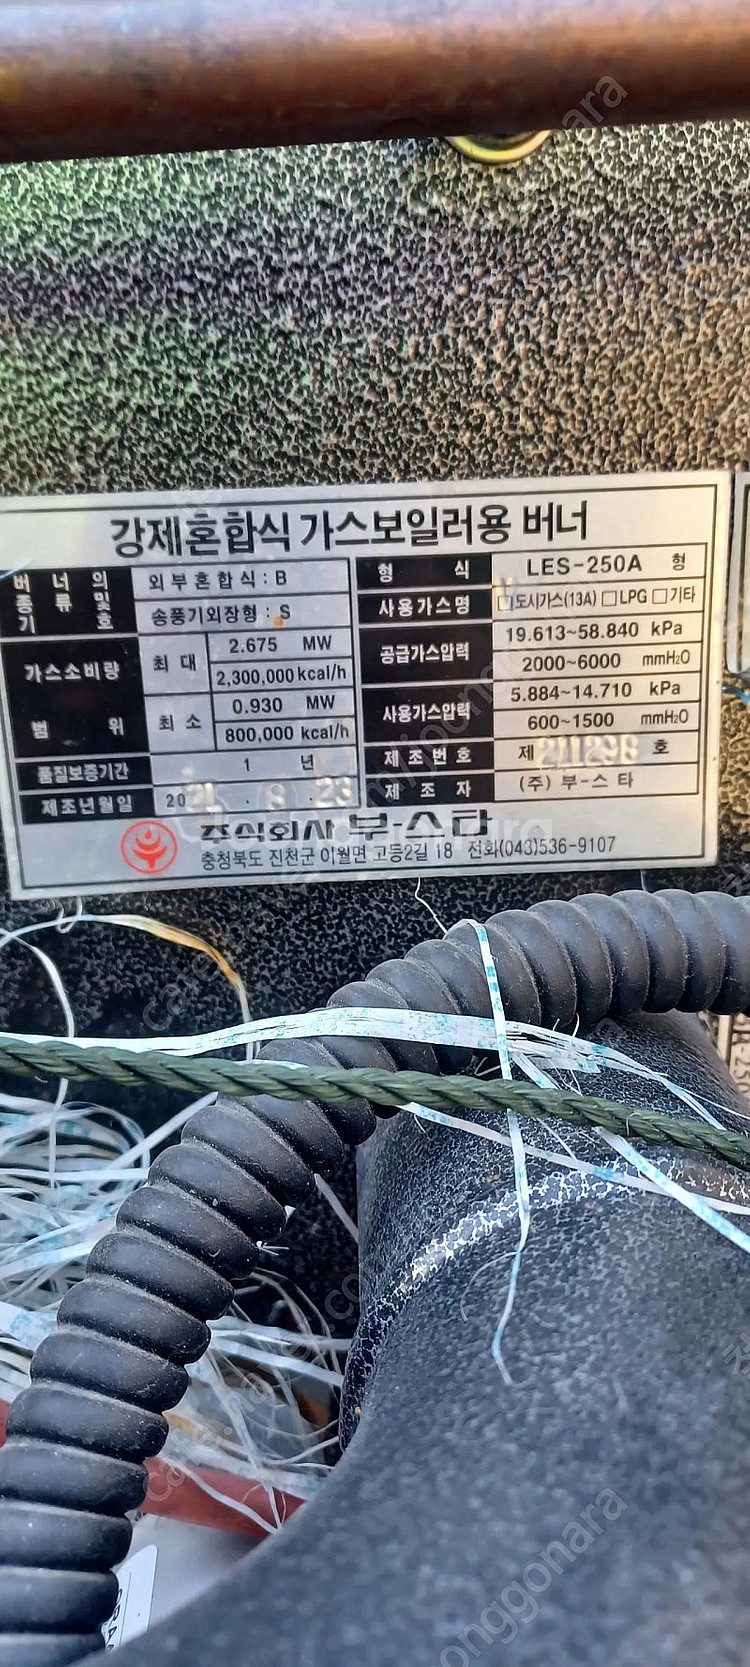 강제혼합식 가스보일러용 버너
버너의 종류및 기호
외부혼합식 : B
송풍기외장형 : S
가스소비량 범위
최대
2.675 MW
2,300,000 kcal/h
최소
0.930 MW
800,000 kcal/h
품질보증기간
1 년
제조년월일
2021 . 8 . 23
형식
LES-250A 형
사용가스명
□도시가스(13A) □LPG □기타
공급가스압력
19.613~58.840 kPa
2000~6000 mmH₂O
사용가스압력
5.884~14.710 kPa
600~1500 mmH₂O
제조번호
제 211298 호
제조자
(주) 부-스타
주식회사 부-스타
충청북도 진천군 이월면 고등2길 18 전화(043)536-9107